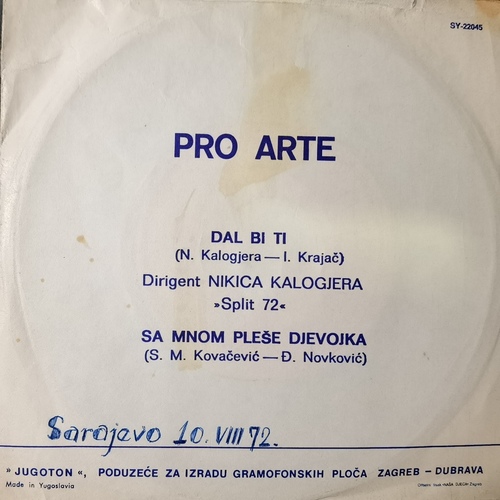 SY-22045
PRO ARTE
DAL BI TI
(N. Kalogjera — I. Krajač)
Dirigent NIKICA KALOGJERA
»Split 72«
SA MNOM PLEŠE DJEVOJKA
(S. M. Kovačević — Đ. Novković)
Sarajevo 10. VIII 72.
» JUGOTON «, PODUZEĆE ZA IZRADU GRAMOFONSKIH PLOČA ZAGREB – DUBRAVA
Made in Yugoslavia